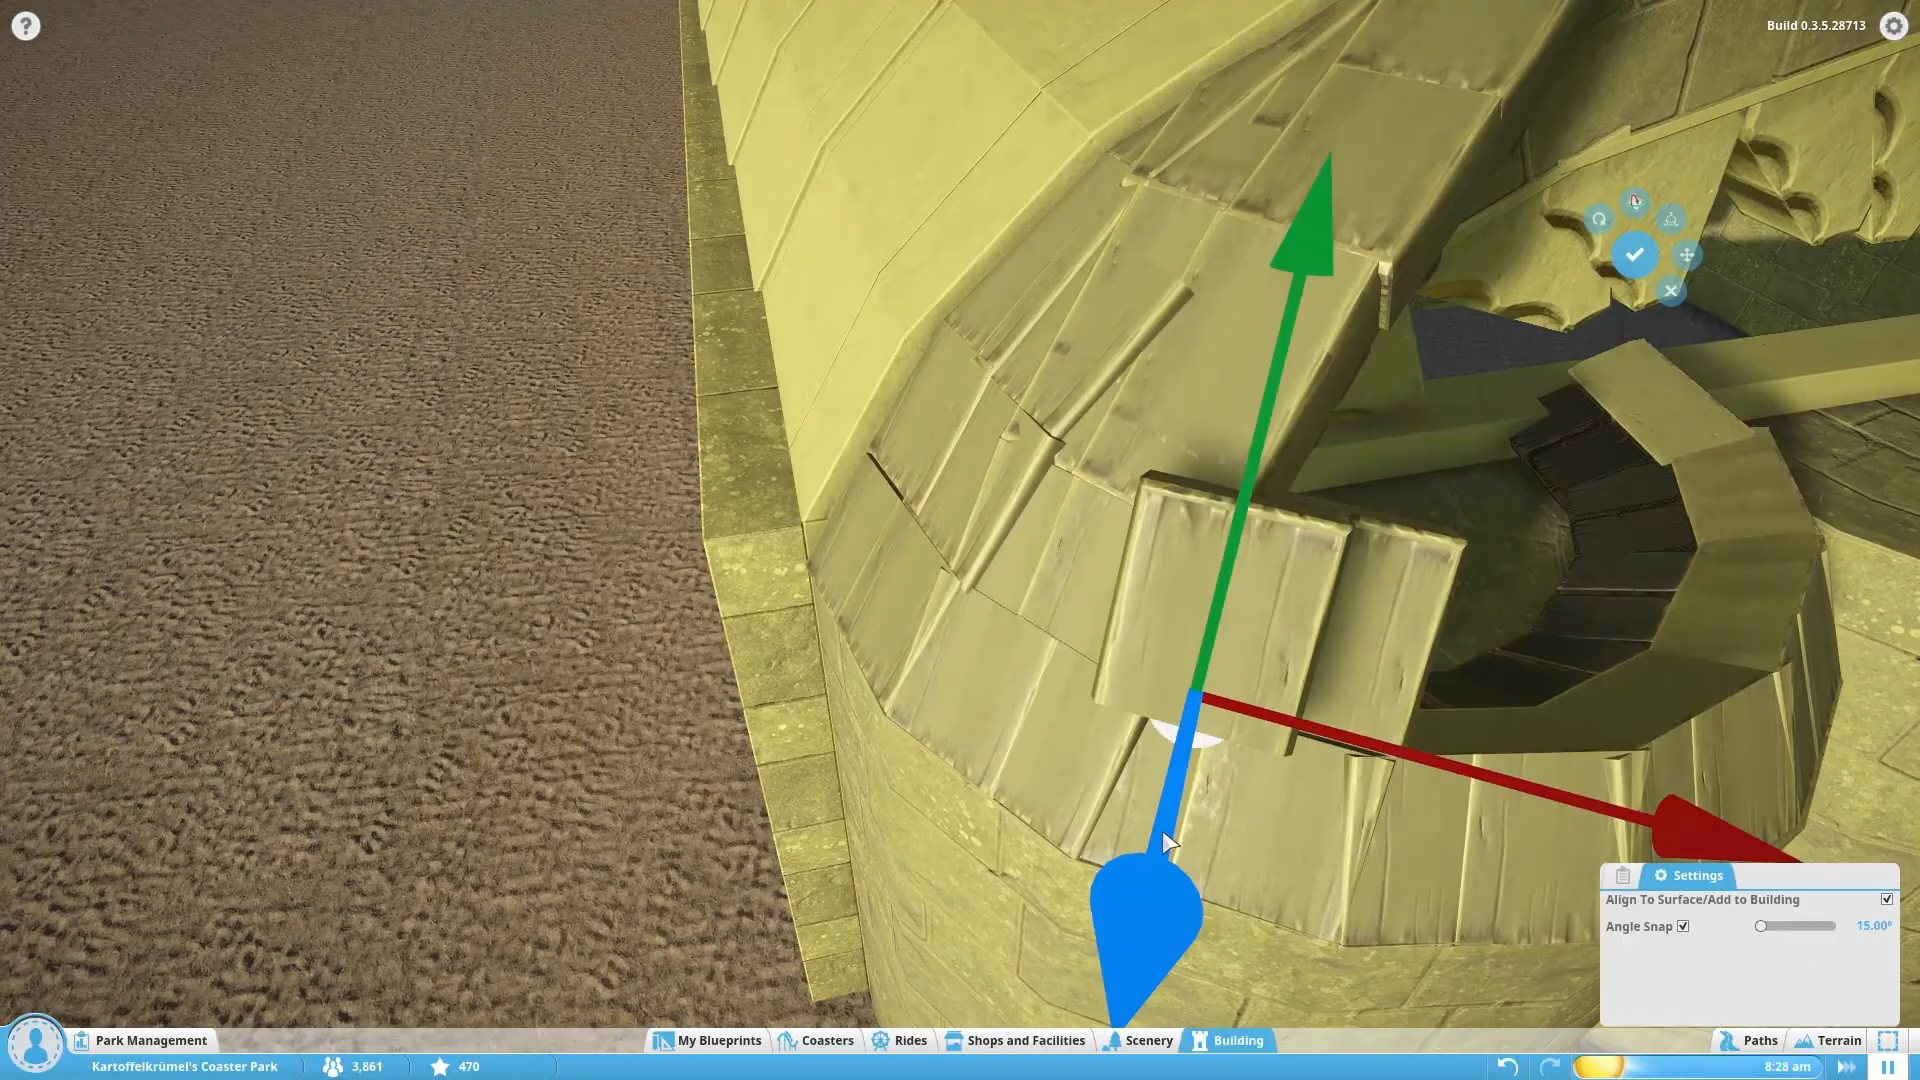 ?
Build 0.3.5.28713
Settings
Align To Surface/Add to Building
Angle Snap 15.00°
Park Management My Blueprints Coasters Rides Shops and Facilities Scenery Building Paths Terrain
Kartoffelkrümel's Coaster Park 3,861 470 8:28 am